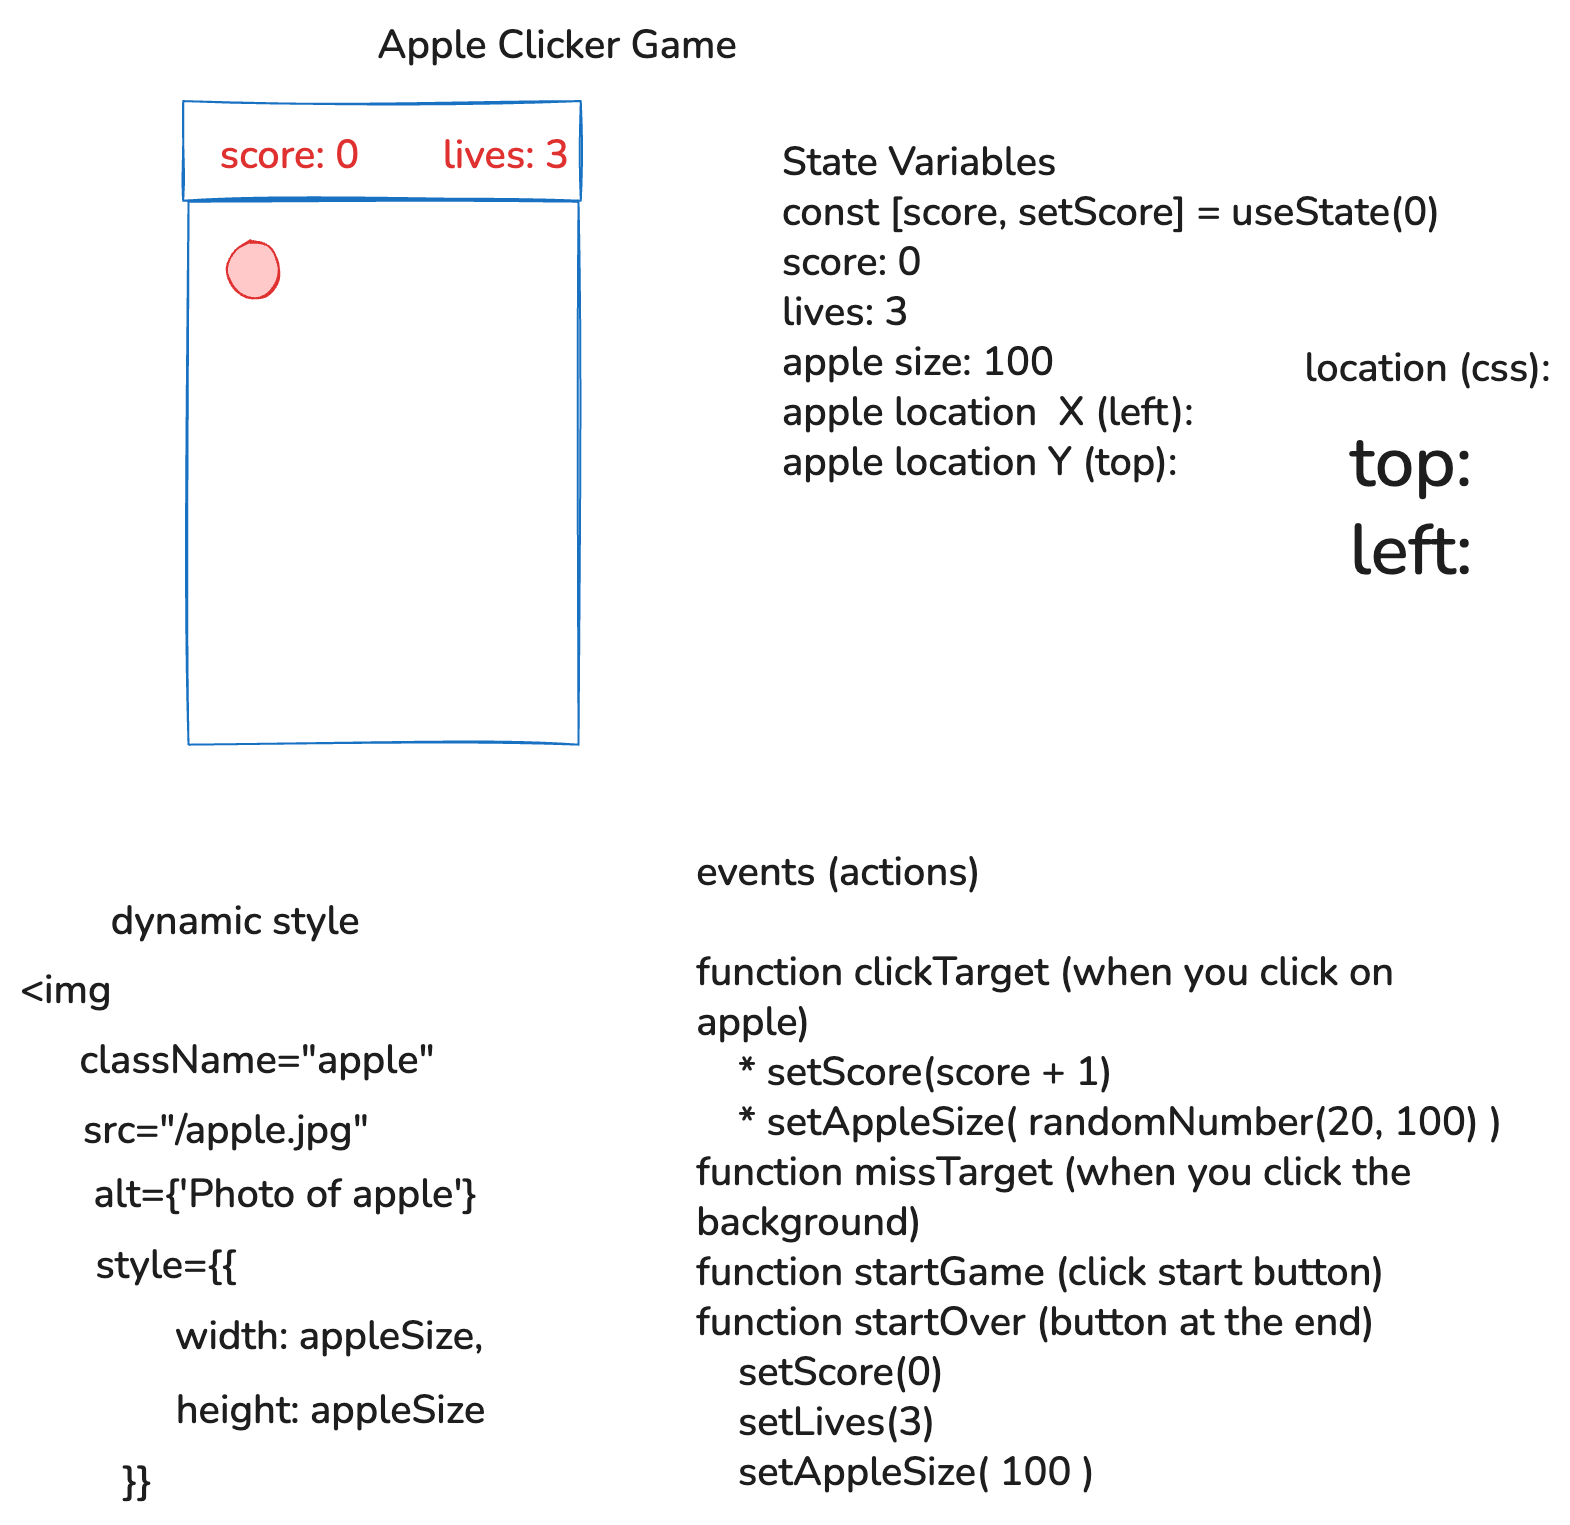 Apple Clicker Game
score: 0
lives: 3
State Variables
const [score, setScore] = useState(0)
score: 0
lives: 3
apple size: 100
apple location  X (left):
apple location Y (top):
location (css):
top:
left:
dynamic style
<img
className="apple"
src="/apple.jpg"
alt={'Photo of apple'}
style={{
width: appleSize,
height: appleSize
}}
events (actions)
function clickTarget (when you click on
apple)
* setScore(score + 1)
* setAppleSize( randomNumber(20, 100) )
function missTarget (when you click the
background)
function startGame (click start button)
function startOver (button at the end)
setScore(0)
setLives(3)
setAppleSize( 100 )